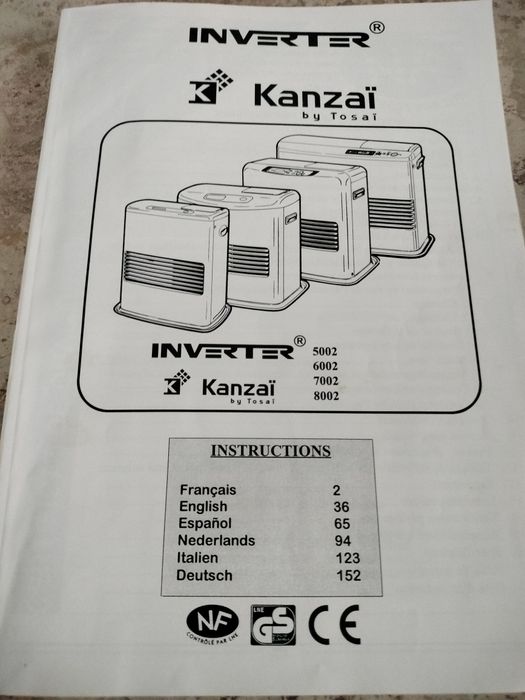 INVERTER®
K Kanzaï
by Tosaï
INVERTER®
K Kanzaï
by Tosaï
5002
6002
7002
8002
INSTRUCTIONS
Français 2
English 36
Español 65
Nederlands 94
Italien 123
Deutsch 152
NF
CONTRÔLÉ PAR LNE
LNE
GS
CE